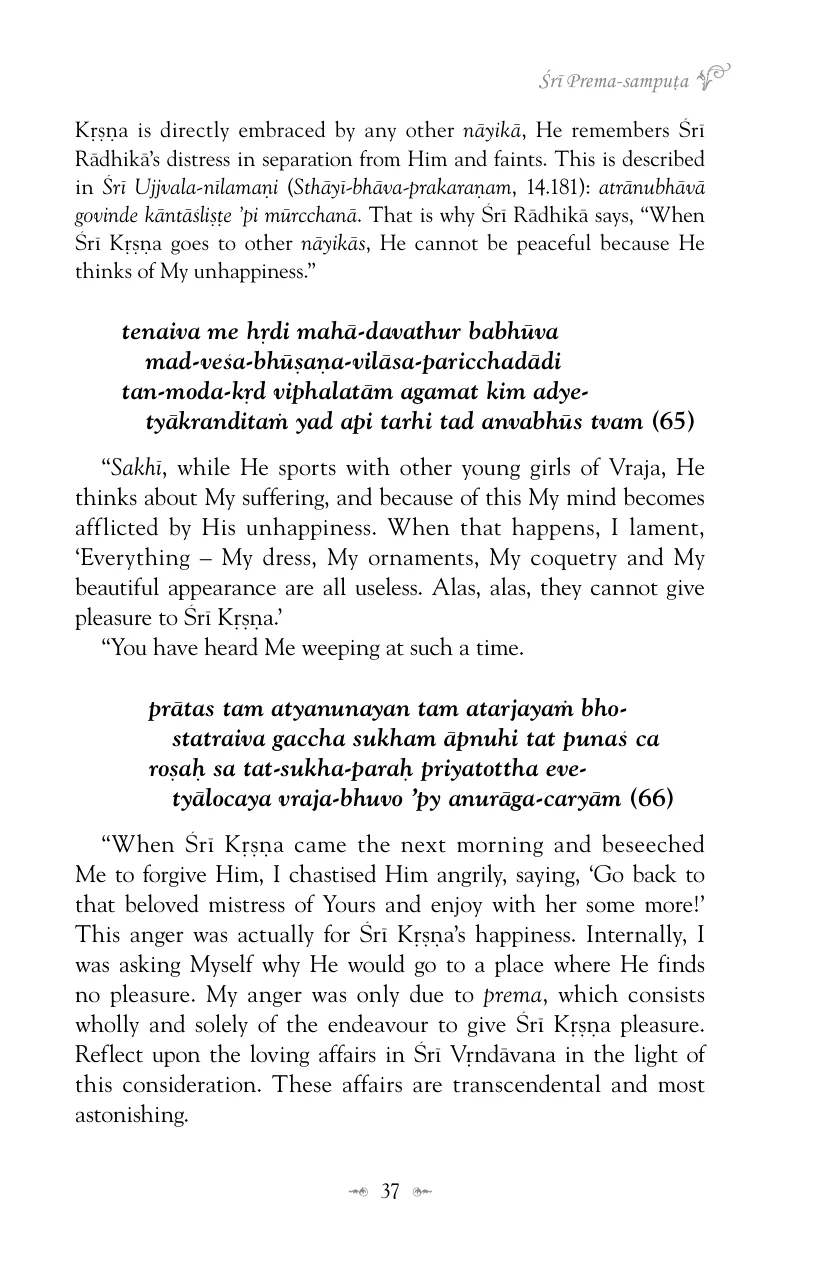 Śrī Prema-sampuṭa
Kṛṣṇa is directly embraced by any other nāyikā, He remembers Śrī
Rādhikā’s distress in separation from Him and faints. This is described
in Śrī Ujjvala-nīlamaṇi (Sthāyī-bhāva-prakaraṇam, 14.181): atrānubhāvā
govinde kāntāśliṣṭe ’pi mūrcchanā. That is why Śrī Rādhikā says, “When
Śrī Kṛṣṇa goes to other nāyikās, He cannot be peaceful because He
thinks of My unhappiness.”
tenaiva me hṛdi mahā-davathur babhūva
mad-veśa-bhūṣaṇa-vilāsa-paricchadādi
tan-moda-kṛd viphalatām agamat kim adye-
tyākranditaṁ yad api tarhi tad anvabhūs tvam (65)
“Sakhī, while He sports with other young girls of Vraja, He
thinks about My suffering, and because of this My mind becomes
afflicted by His unhappiness. When that happens, I lament,
‘Everything – My dress, My ornaments, My coquetry and My
beautiful appearance are all useless. Alas, alas, they cannot give
pleasure to Śrī Kṛṣṇa.’
“You have heard Me weeping at such a time.
prātas tam atyanunayan tam atarjayaṁ bho-
statraiva gaccha sukham āpnuhi tat punaś ca
roṣaḥ sa tat-sukha-paraḥ priyatottha eve-
tyālocaya vraja-bhuvo ’py anurāga-caryām (66)
“When Śrī Kṛṣṇa came the next morning and beseeched
Me to forgive Him, I chastised Him angrily, saying, ‘Go back to
that beloved mistress of Yours and enjoy with her some more!’
This anger was actually for Śrī Kṛṣṇa’s happiness. Internally, I
was asking Myself why He would go to a place where He finds
no pleasure. My anger was only due to prema, which consists
wholly and solely of the endeavour to give Śrī Kṛṣṇa pleasure.
Reflect upon the loving affairs in Śrī Vṛndāvana in the light of
this consideration. These affairs are transcendental and most
astonishing.
37